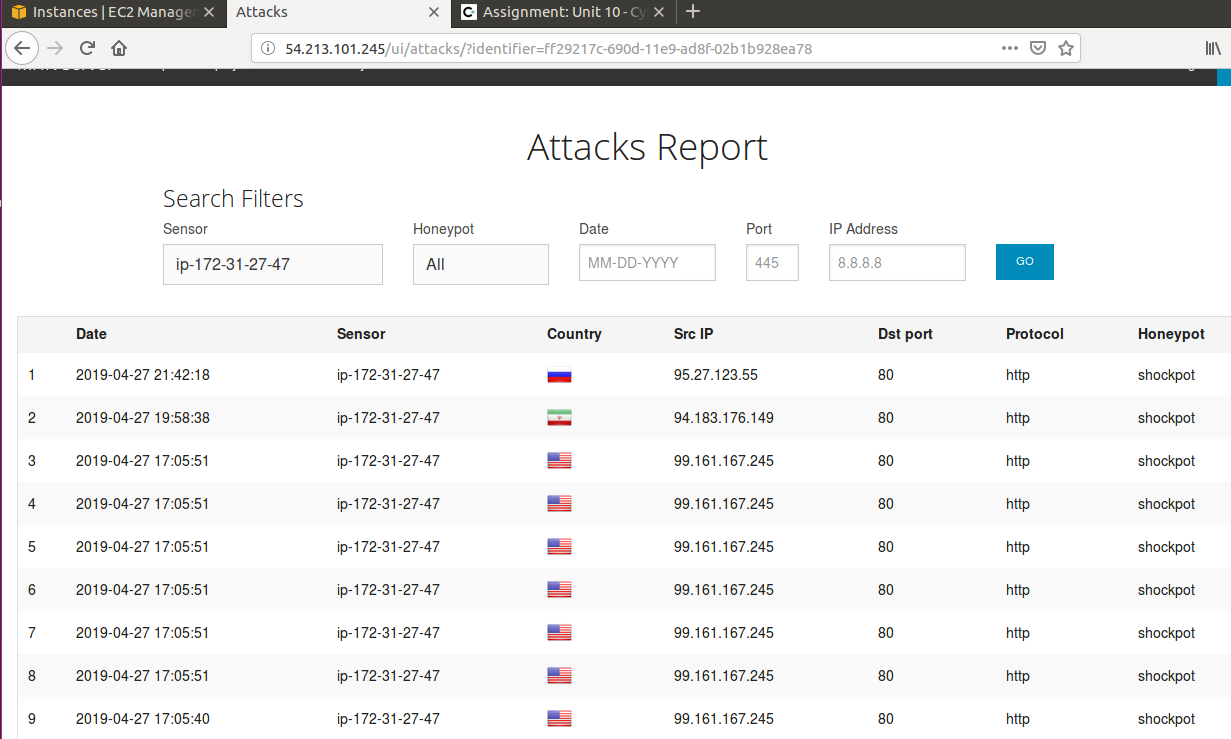 Instances | EC2 Manager Attacks Assignment: Unit 10 - Cy
54.213.101.245/ui/attacks/?identifier=ff29217c-690d-11e9-ad8f-02b1b928ea78
Attacks Report
Search Filters
Sensor Honeypot Date Port IP Address
ip-172-31-27-47 All MM-DD-YYYY 445 8.8.8.8 GO
Date Sensor Country Src IP Dst port Protocol Honeypot
1 2019-04-27 21:42:18 ip-172-31-27-47 95.27.123.55 80 http shockpot
2 2019-04-27 19:58:38 ip-172-31-27-47 94.183.176.149 80 http shockpot
3 2019-04-27 17:05:51 ip-172-31-27-47 99.161.167.245 80 http shockpot
4 2019-04-27 17:05:51 ip-172-31-27-47 99.161.167.245 80 http shockpot
5 2019-04-27 17:05:51 ip-172-31-27-47 99.161.167.245 80 http shockpot
6 2019-04-27 17:05:51 ip-172-31-27-47 99.161.167.245 80 http shockpot
7 2019-04-27 17:05:51 ip-172-31-27-47 99.161.167.245 80 http shockpot
8 2019-04-27 17:05:51 ip-172-31-27-47 99.161.167.245 80 http shockpot
9 2019-04-27 17:05:40 ip-172-31-27-47 99.161.167.245 80 http shockpot